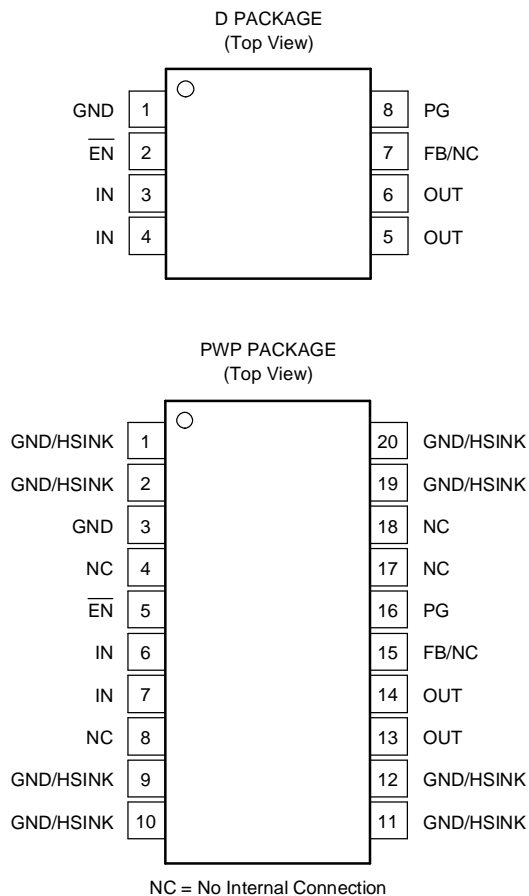 D PACKAGE
(Top View)
GND 1 8 PG
EN 2 7 FB/NC
IN 3 6 OUT
IN 4 5 OUT
PWP PACKAGE
(Top View)
GND/HSINK 1 20 GND/HSINK
GND/HSINK 2 19 GND/HSINK
GND 3 18 NC
NC 4 17 NC
EN 5 16 PG
IN 6 15 FB/NC
IN 7 14 OUT
NC 8 13 OUT
GND/HSINK 9 12 GND/HSINK
GND/HSINK 10 11 GND/HSINK
NC = No Internal Connection